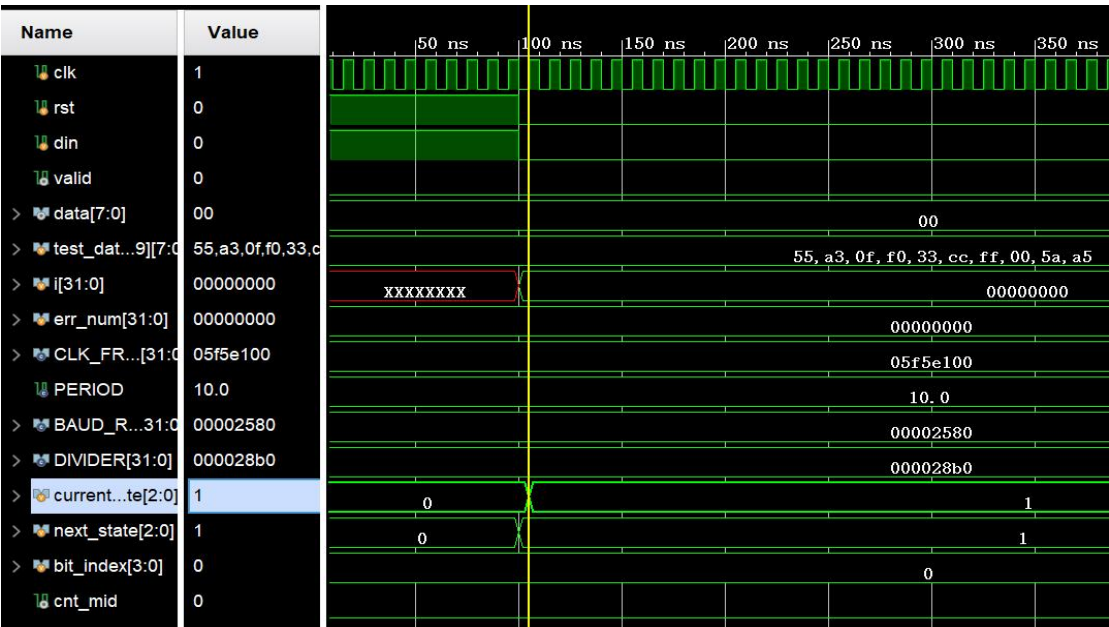 Name Value
50 ns 100 ns 150 ns 200 ns 250 ns 300 ns 350 ns
clk 1
rst 0
din 0
valid 0
data[7:0] 00 00
test_dat...9][7:0 55,a3,0f,f0,33,c 55,a3,0f,f0,33,cc,ff,00,5a,a5
i[31:0] 00000000 XXXXXXXX 00000000
err_num[31:0] 00000000 00000000
CLK_FR...[31:0 05f5e100 05f5e100
PERIOD 10.0 10.0
BAUD_R...31:0 00002580 00002580
DIVIDER[31:0] 000028b0 000028b0
current...te[2:0] 1 0 1
next_state[2:0] 1 0 1
bit_index[3:0] 0 0
cnt_mid 0